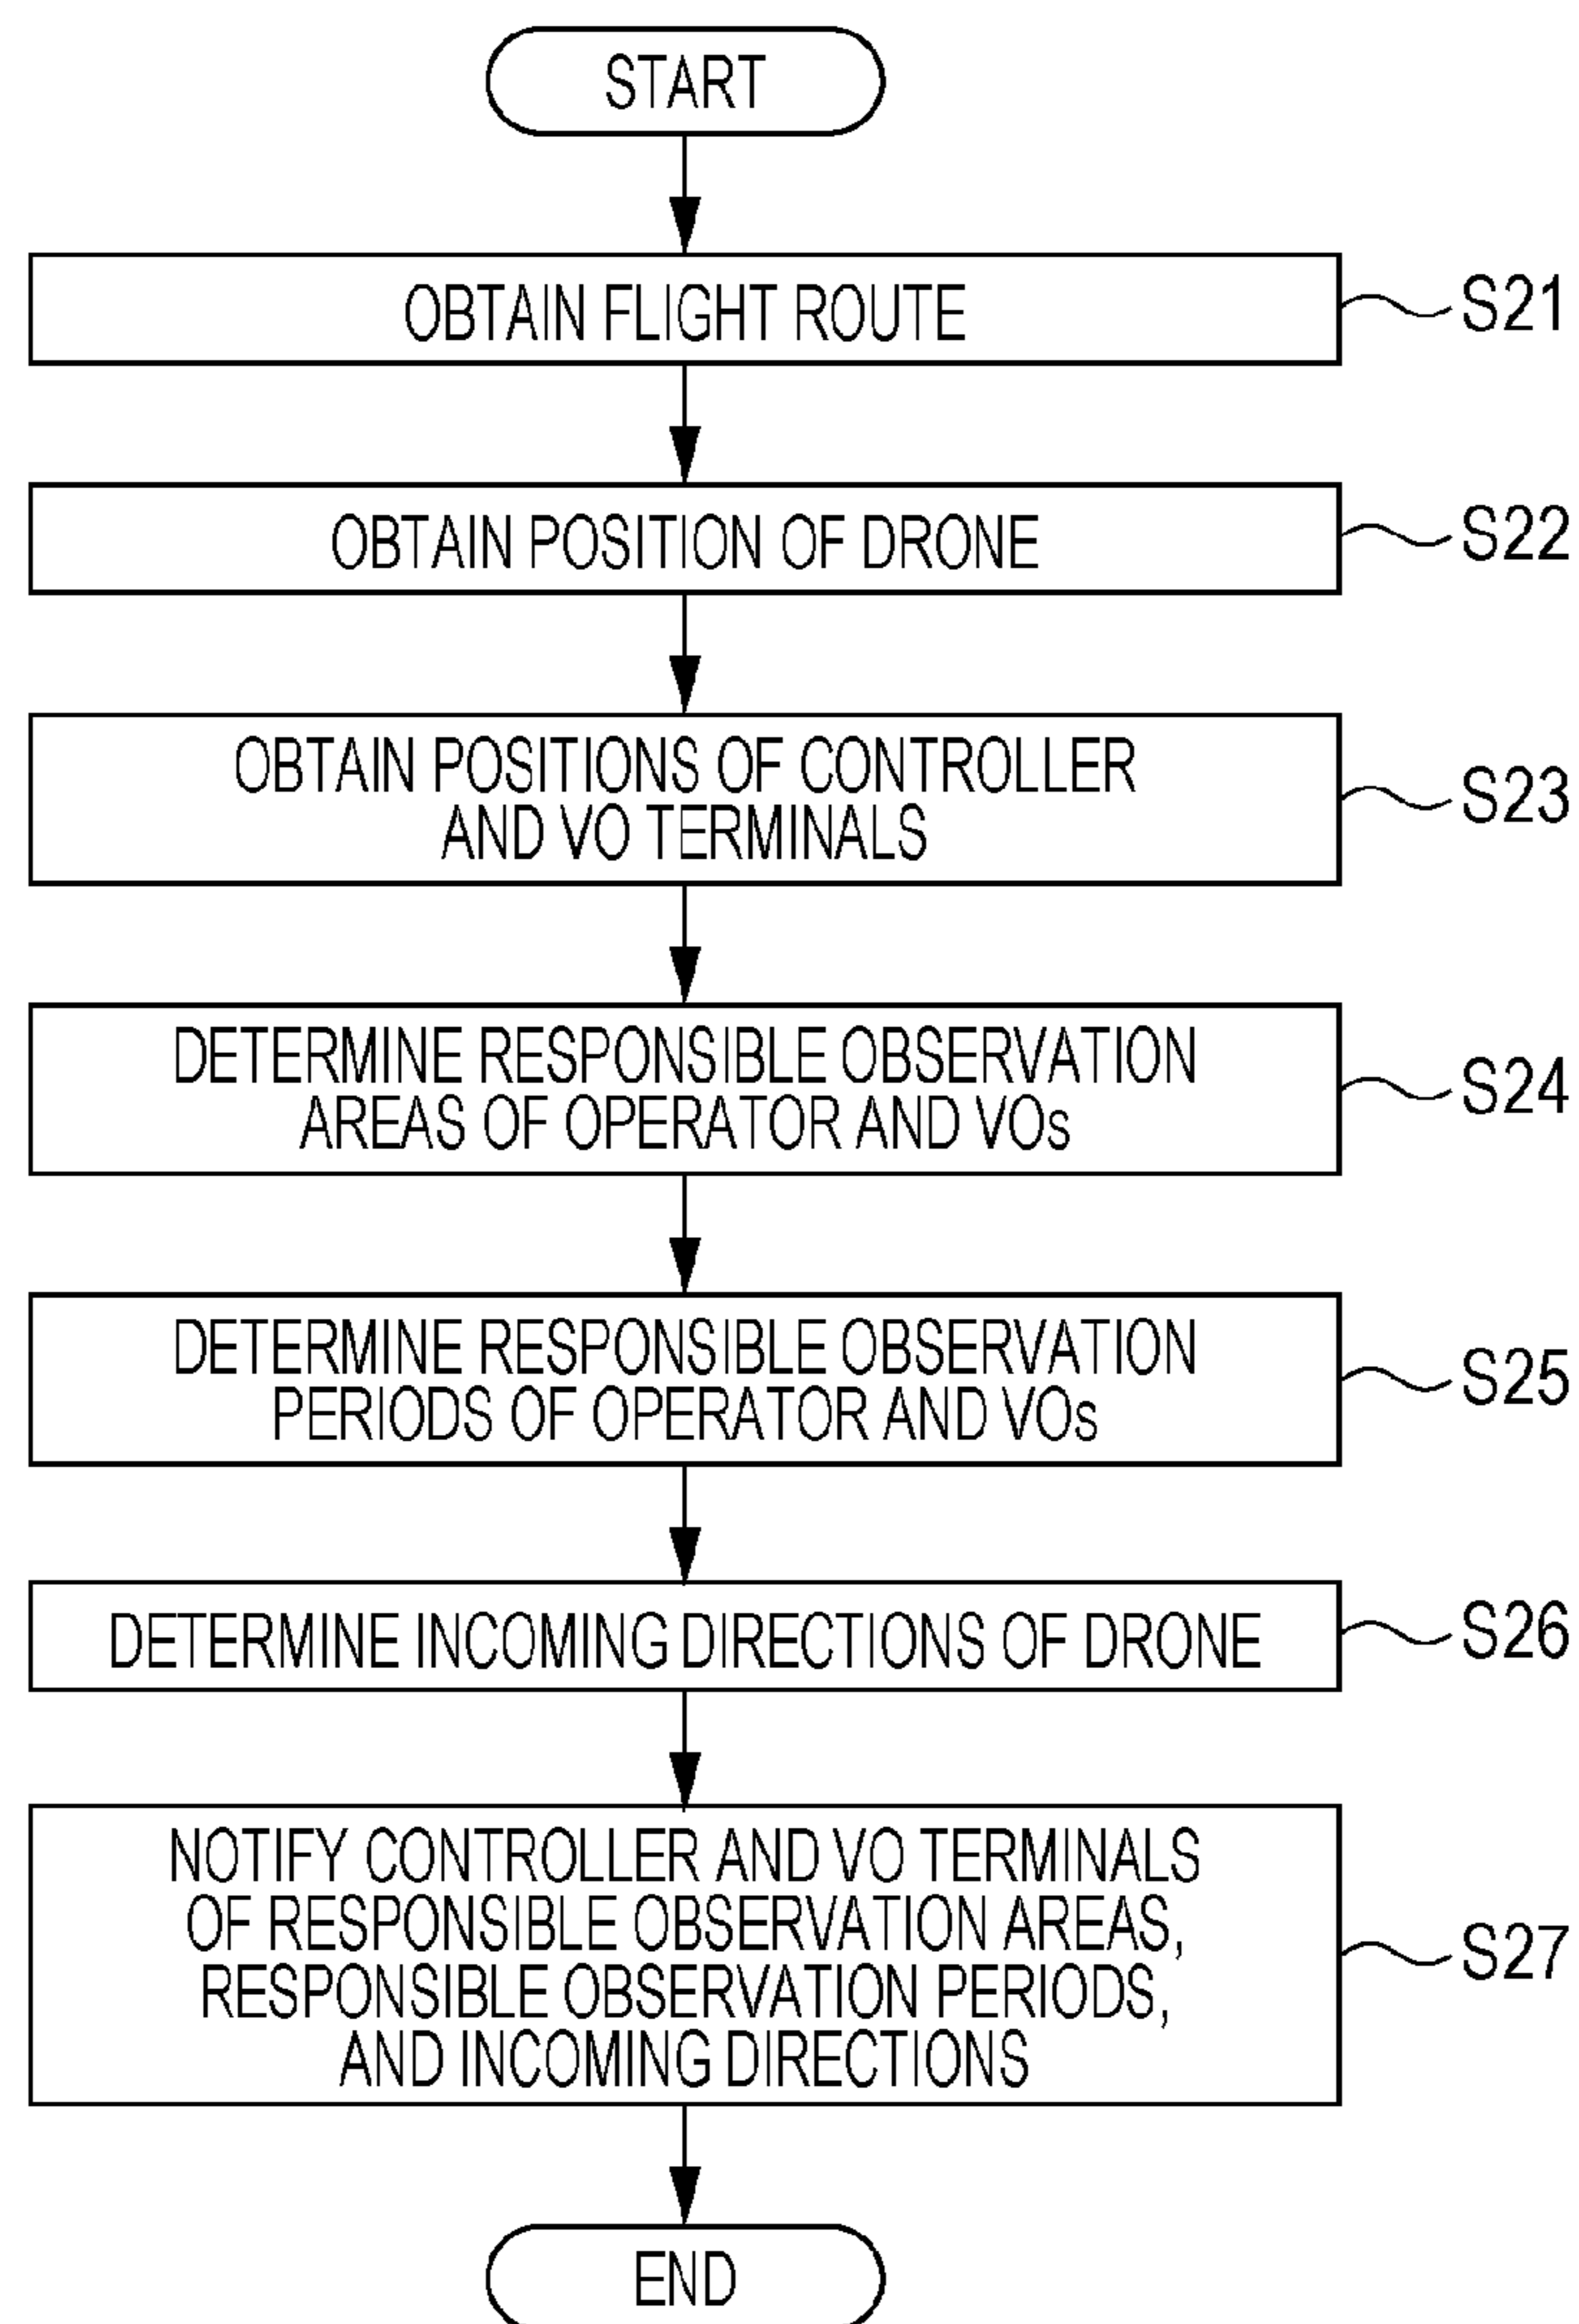 START
OBTAIN FLIGHT ROUTE
S21
OBTAIN POSITION OF DRONE
S22
OBTAIN POSITIONS OF CONTROLLER
AND VO TERMINALS
S23
DETERMINE RESPONSIBLE OBSERVATION
AREAS OF OPERATOR AND VOs
S24
DETERMINE RESPONSIBLE OBSERVATION
PERIODS OF OPERATOR AND VOs
S25
DETERMINE INCOMING DIRECTIONS OF DRONE
S26
NOTIFY CONTROLLER AND VO TERMINALS
OF RESPONSIBLE OBSERVATION AREAS,
RESPONSIBLE OBSERVATION PERIODS,
AND INCOMING DIRECTIONS
S27
END